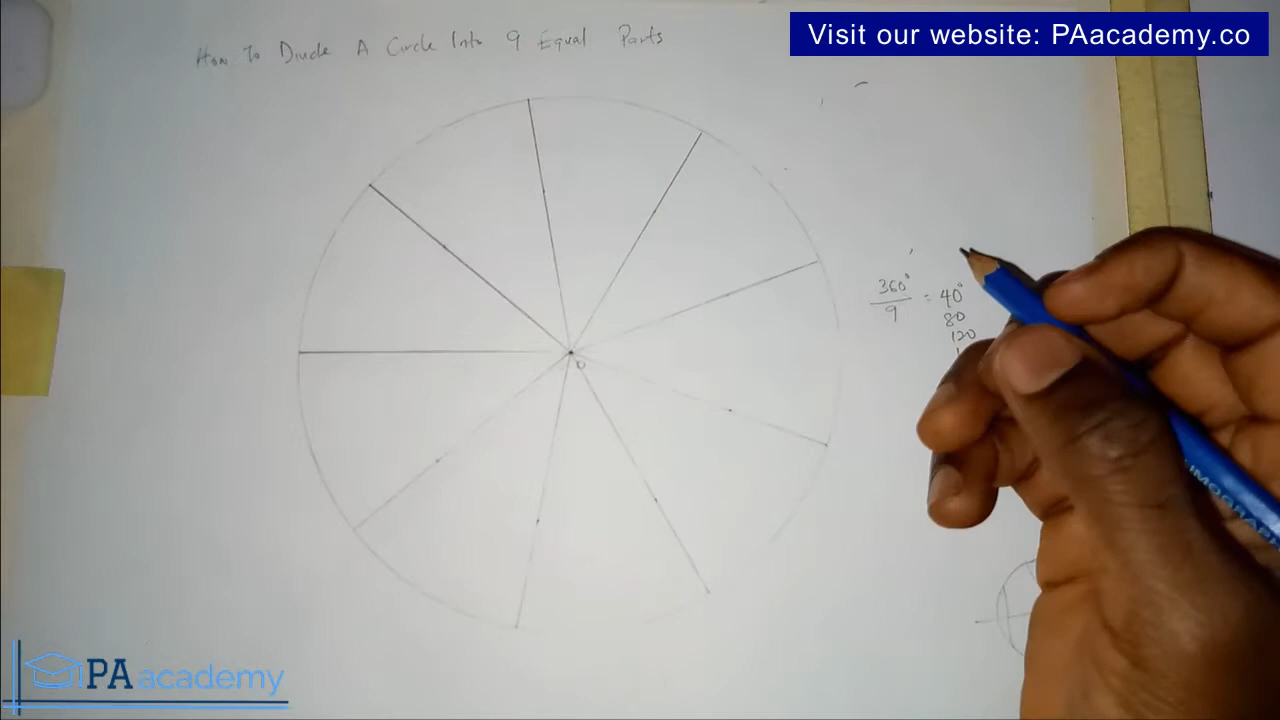 Visit our website: PAacademy.co
How To Divide A Circle Into 9 Equal Parts
360°
9
= 40°
80
120
O
PA academy